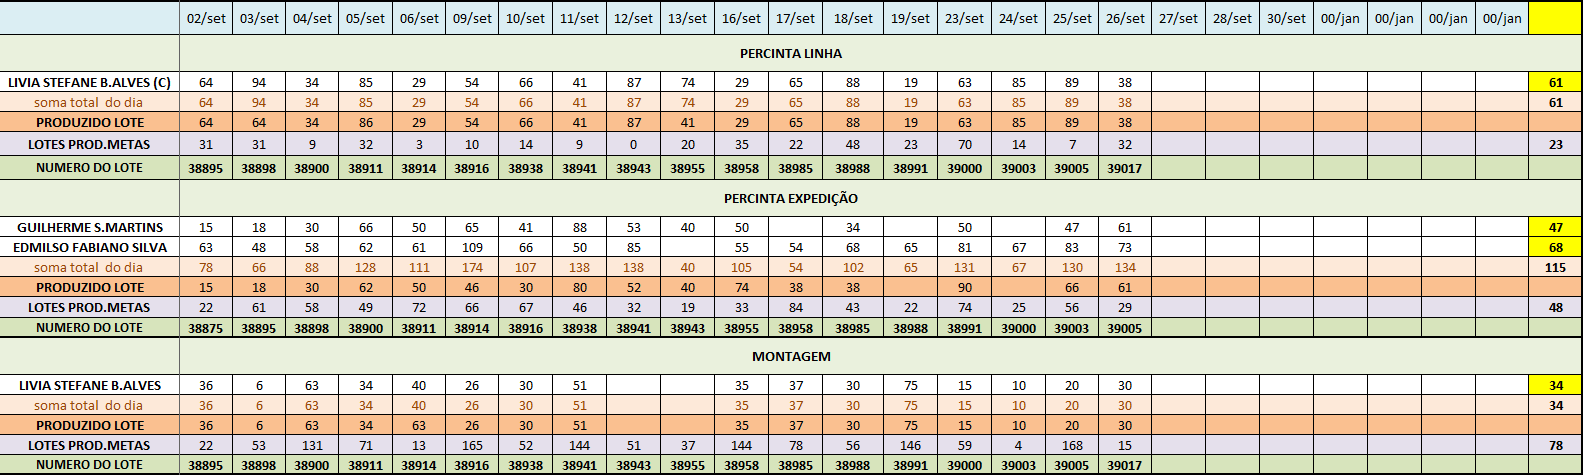 02/set 03/set 04/set 05/set 06/set 09/set 10/set 11/set 12/set 13/set 16/set 17/set 18/set 19/set 23/set 24/set 25/set 26/set 27/set 28/set 30/set 00/jan 00/jan 00/jan 00/jan
PERCINTA LINHA
LIVIA STEFANE B.ALVES (C) 64 94 34 85 29 54 66 41 87 74 29 65 88 19 63 85 89 38 61
soma total do dia 64 94 34 85 29 54 66 41 87 74 29 65 88 19 63 85 89 38 61
PRODUZIDO LOTE 64 64 34 86 29 54 66 41 87 41 29 65 88 19 63 85 89 38
LOTES PROD.METAS 31 31 9 32 3 10 14 9 0 20 35 22 48 23 70 14 7 32 23
NUMERO DO LOTE 38895 38898 38900 38911 38914 38916 38938 38941 38943 38955 38958 38985 38988 38991 39000 39003 39005 39017
PERCINTA EXPEDIÇÃO
GUILHERME S.MARTINS 15 18 30 66 50 65 41 88 53 40 50 34 50 47 61 47
EDMILSO FABIANO SILVA 63 48 58 62 61 109 66 50 85 55 54 68 65 81 67 83 73 68
soma total do dia 78 66 88 128 111 174 107 138 138 40 105 54 102 65 131 67 130 134 115
PRODUZIDO LOTE 15 18 30 62 50 46 30 80 52 40 74 38 38 90 66 61
LOTES PROD.METAS 22 61 58 49 72 66 67 46 32 19 33 84 43 22 74 25 56 29 48
NUMERO DO LOTE 38875 38895 38898 38900 38911 38914 38916 38938 38941 38943 38955 38958 38985 38988 38991 39000 39003 39005
MONTAGEM
LIVIA STEFANE B.ALVES 36 6 63 34 40 26 30 51 35 37 30 75 15 10 20 30 34
soma total do dia 36 6 63 34 40 26 30 51 35 37 30 75 15 10 20 30 34
PRODUZIDO LOTE 36 6 63 34 63 26 30 51 35 37 30 75 15 10 20 30
LOTES PROD.METAS 22 53 131 71 13 165 52 144 51 37 144 78 56 146 59 4 168 15 78
NUMERO DO LOTE 38895 38898 38900 38911 38914 38916 38938 38941 38943 38955 38958 38985 38988 38991 39000 39003 39005 39017